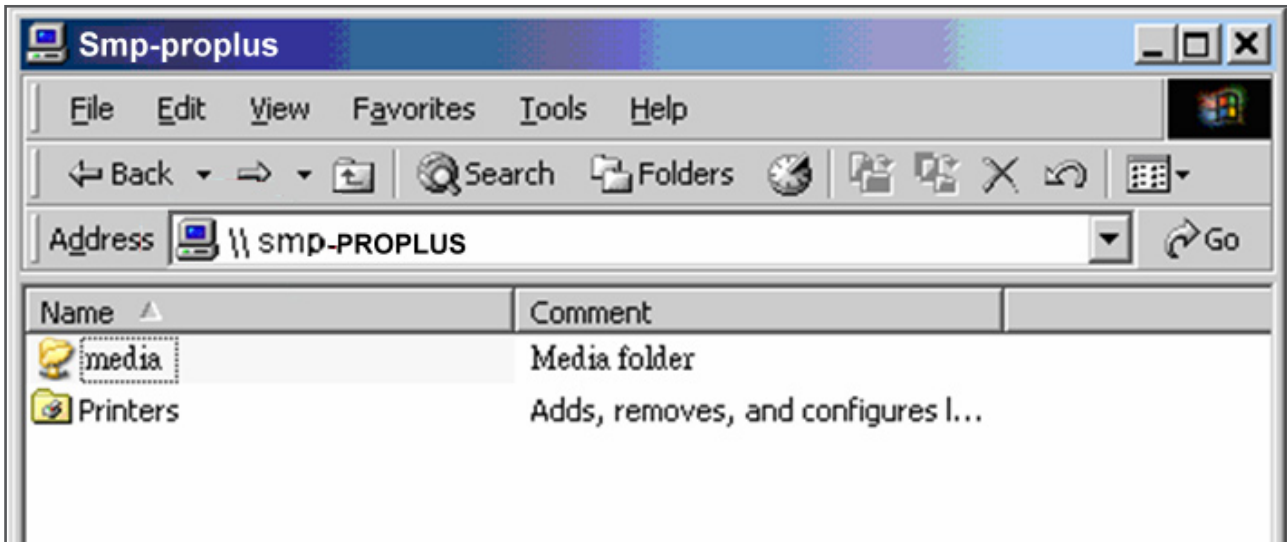 Smp-proplus
File Edit View Favorites Tools Help
Back Search Folders
Address \\ smp-PROPLUS Go
Name Comment
media Media folder
Printers Adds, removes, and configures l...